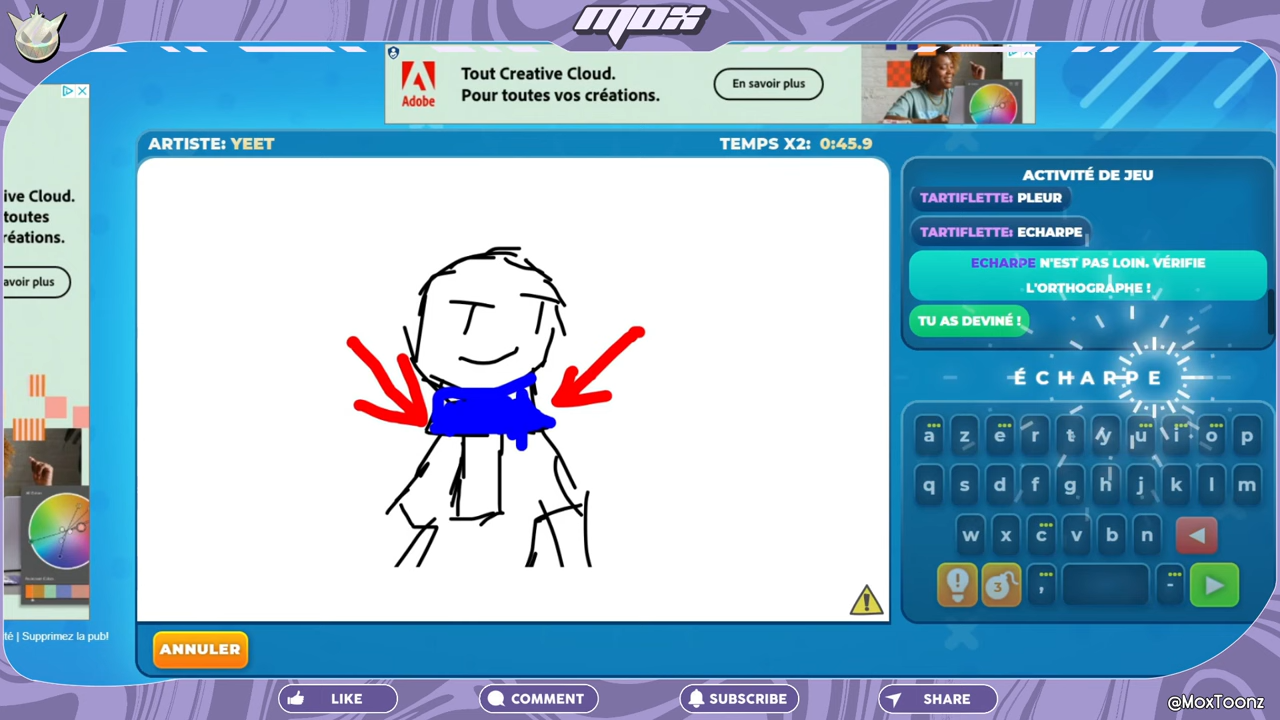 MOX
Adobe
Tout Creative Cloud.
Pour toutes vos créations.
En savoir plus
ive Cloud.
toutes
réations.
avoir plus
té | Supprimez la pub!
ARTISTE: YEET
TEMPS X2: 0:45.9
ACTIVITÉ DE JEU
TARTIFLETTE: PLEUR
TARTIFLETTE: ECHARPE
ECHARPE N'EST PAS LOIN. VÉRIFIE
L'ORTHOGRAPHE !
TU AS DEVINÉ !
ÉCHARPE
a z e r t y u i o p
q s d f g h j k l m
w x c v b n
3 , -
ANNULER
LIKE
COMMENT
SUBSCRIBE
SHARE
@MoxToonz